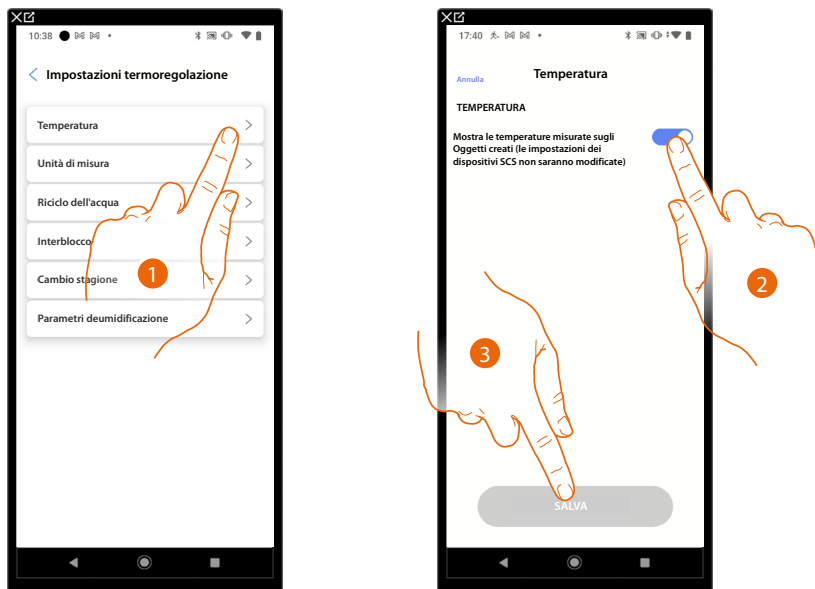 10:38
Impostazioni termoregolazione
Temperatura
Unità di misura
Riciclo dell'acqua
Interblocco
Cambio stagione
Parametri deumidificazione
1
17:40
Annulla
Temperatura
TEMPERATURA
Mostra le temperature misurate sugli
Oggetti creati (le impostazioni dei
dispositivi SCS non saranno modificate)
2
3
SALVA